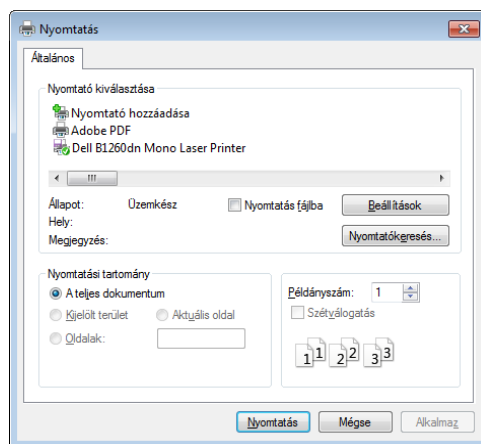 Nyomtatás
Általános
Nyomtató kiválasztása
Nyomtató hozzáadása
Adobe PDF
Dell B1260dn Mono Laser Printer
Állapot: Üzemkész Nyomtatás fájlba Beállítások
Hely:
Megjegyzés: Nyomtatókeresés...
Nyomtatási tartomány
A teljes dokumentum
Kijelölt terület Aktuális oldal
Oldalak:
Példányszám: 1
Szétválogatás
1 1 2 2 3 3
Nyomtatás Mégse Alkalmaz